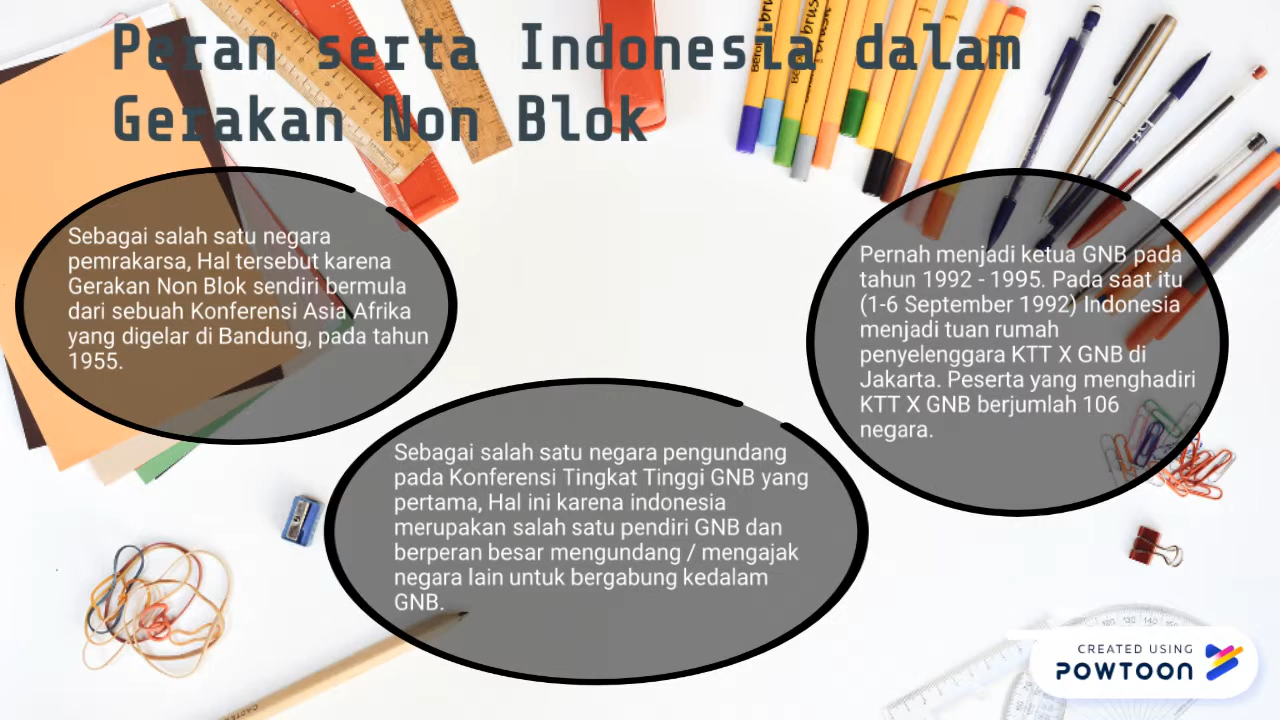 Peran serta Indonesia dalam
Gerakan Non Blok
Sebagai salah satu negara
pemrakarsa, Hal tersebut karena
Gerakan Non Blok sendiri bermula
dari sebuah Konferensi Asia Afrika
yang digelar di Bandung, pada tahun
1955.
Sebagai salah satu negara pengundang
pada Konferensi Tingkat Tinggi GNB yang
pertama, Hal ini karena indonesia
merupakan salah satu pendiri GNB dan
berperan besar mengundang / mengajak
negara lain untuk bergabung kedalam
GNB.
Pernah menjadi ketua GNB pada
tahun 1992 - 1995. Pada saat itu
(1-6 September 1992) Indonesia
menjadi tuan rumah
penyelenggara KTT X GNB di
Jakarta. Peserta yang menghadiri
KTT X GNB berjumlah 106
negara.
CREATED USING
POWTOON